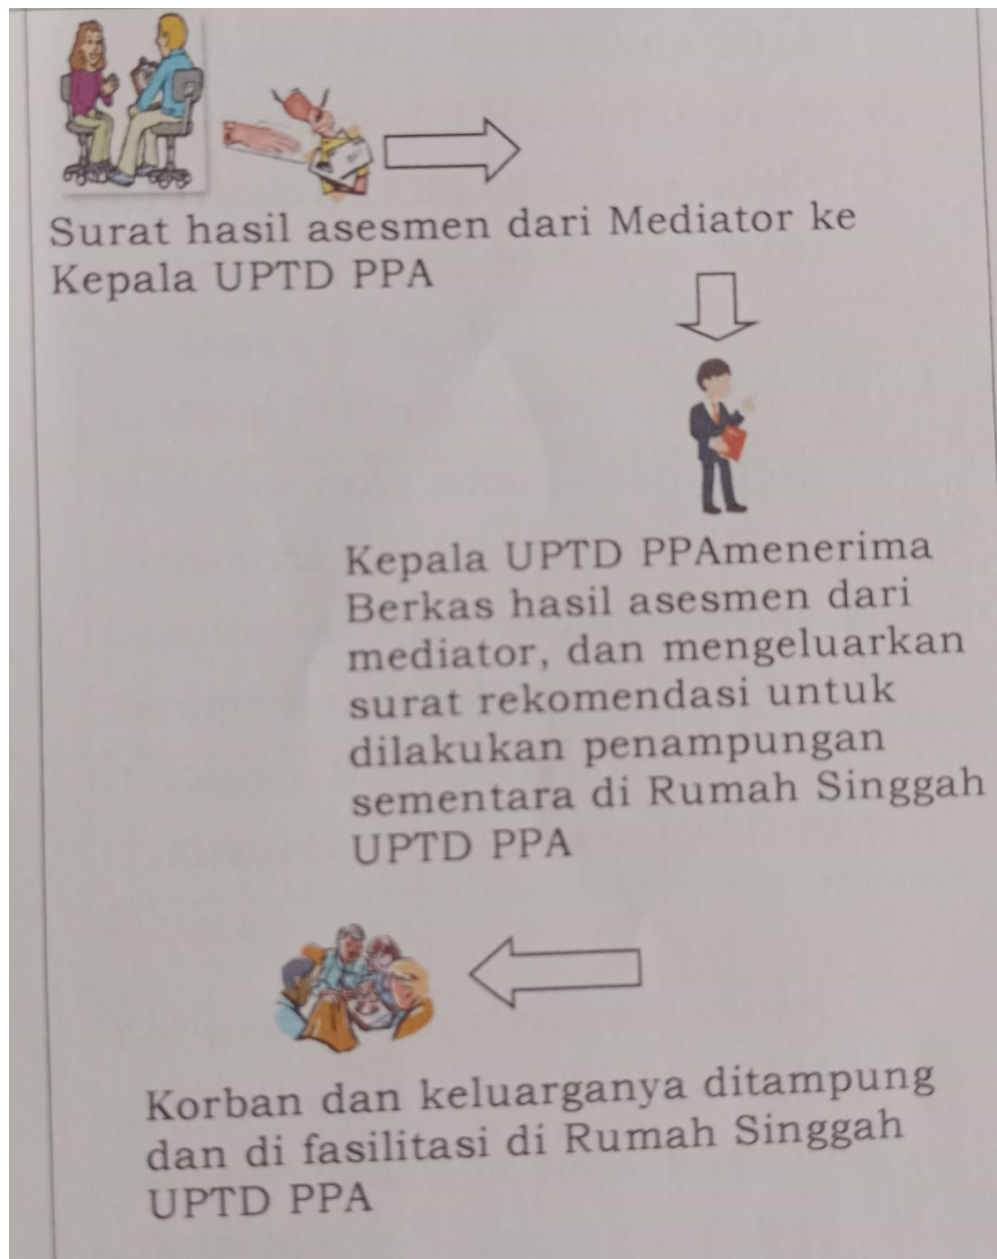 Surat hasil asesmen dari Mediator ke
Kepala UPTD PPA
Kepala UPTD PPAmenerima
Berkas hasil asesmen dari
mediator, dan mengeluarkan
surat rekomendasi untuk
dilakukan penampungan
sementara di Rumah Singgah
UPTD PPA
Korban dan keluarganya ditampung
dan di fasilitasi di Rumah Singgah
UPTD PPA